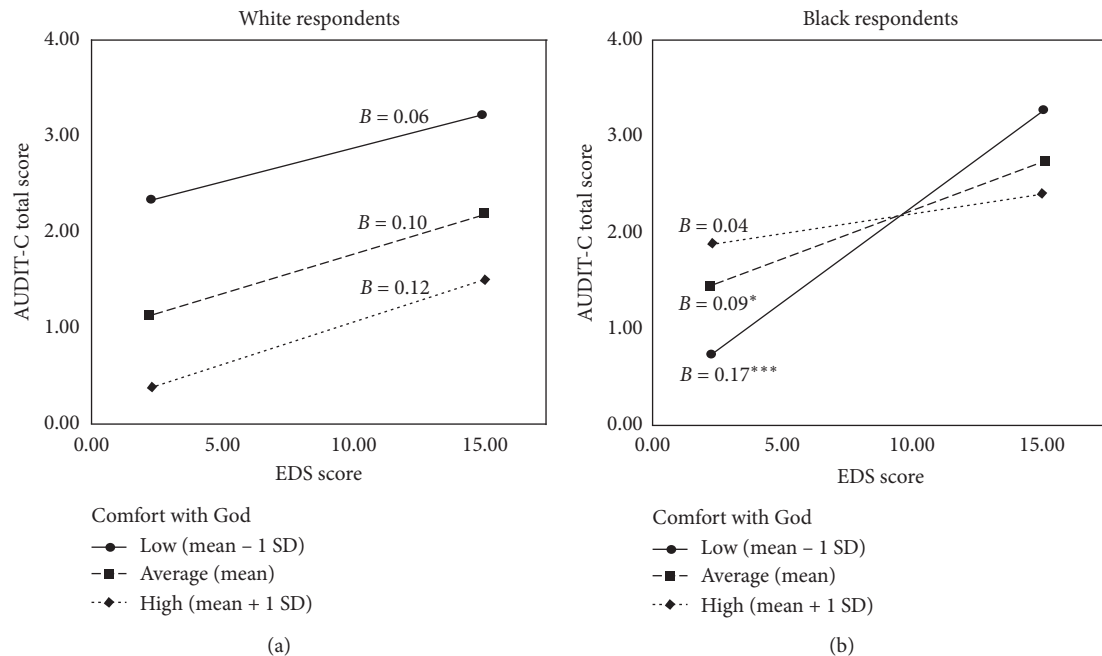 White respondents
4.00
3.00
2.00
1.00
0.00
AUDIT-C total score
B = 0.06
B = 0.10
B = 0.12
0.00
5.00
10.00
15.00
EDS score
Comfort with God
Low (mean – 1 SD)
Average (mean)
High (mean + 1 SD)
(a)
Black respondents
4.00
3.00
2.00
1.00
0.00
AUDIT-C total score
B = 0.04
B = 0.09*
B = 0.17***
0.00
5.00
10.00
15.00
EDS score
Comfort with God
Low (mean – 1 SD)
Average (mean)
High (mean + 1 SD)
(b)